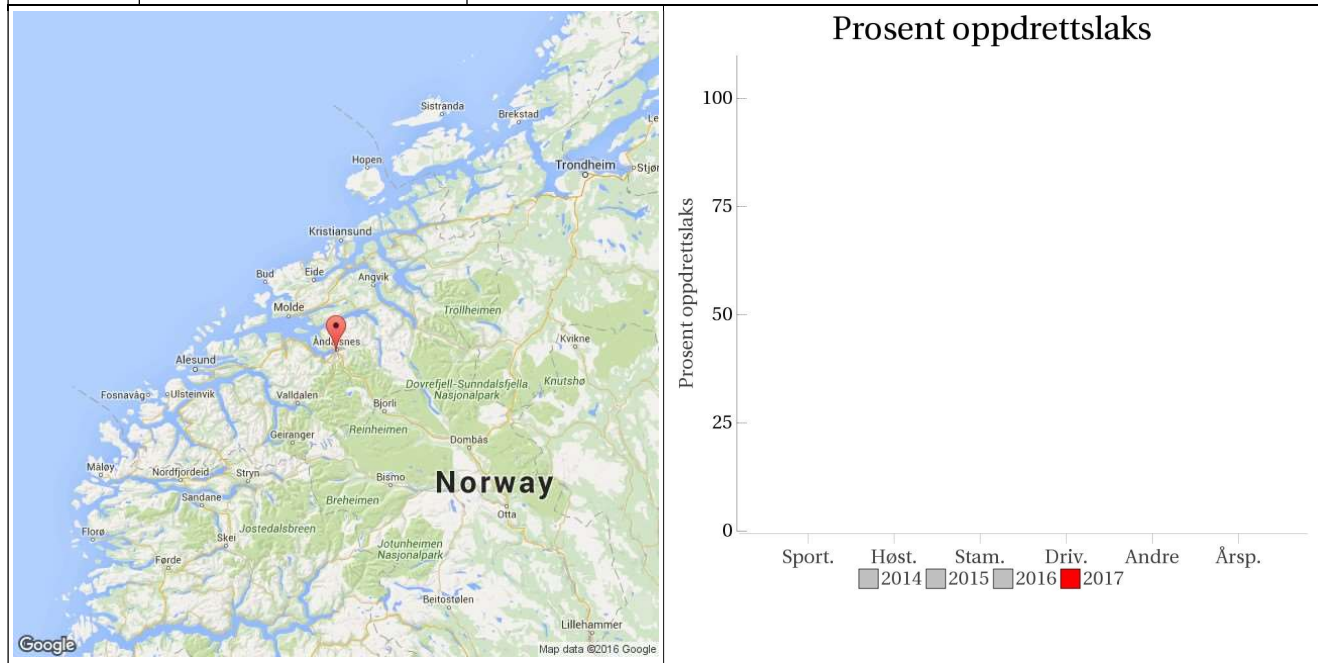 Sistranda
Brekstad
Le
Hopen
Trondheim
Stjør
Kristiansund
Bud
Eide
Angvik
Molde
Trollheimen
Åndalsnes
Kvikne
Alesund
Dovrefjell-Sunndalsfjella
Nasjonalpark
Knutshø
Fosnavåg
Ulsteinvik
Valldalen
Bjorli
Geiranger
Reinheimen
Dombås
Måløy
Nordfjordeid
Stryn
Bismo
Norway
Sandane
Breheimen
Otta
Florø
Skei
Jostedalsbreen
Jotunheimen
Nasjonalpark
Førde
Beitostølen
Lillehammer
Google
Map data ©2016 Google
Prosent oppdrettslaks
Prosent oppdrettslaks
100
75
50
25
0
Sport. Høst. Stam. Driv. Andre Årsp.
2014 2015 2016 2017